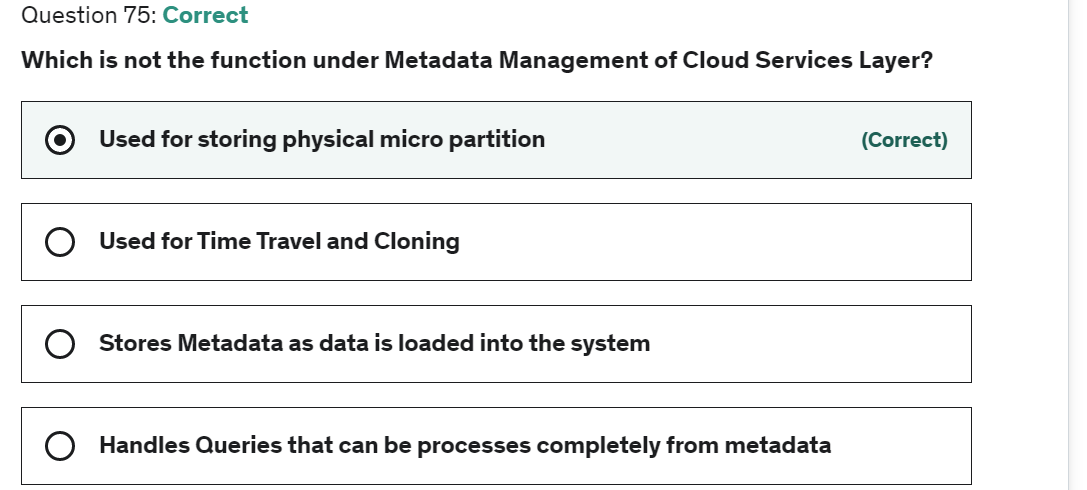 Question 75: Correct
Which is not the function under Metadata Management of Cloud Services Layer?
Used for storing physical micro partition (Correct)
Used for Time Travel and Cloning
Stores Metadata as data is loaded into the system
Handles Queries that can be processes completely from metadata